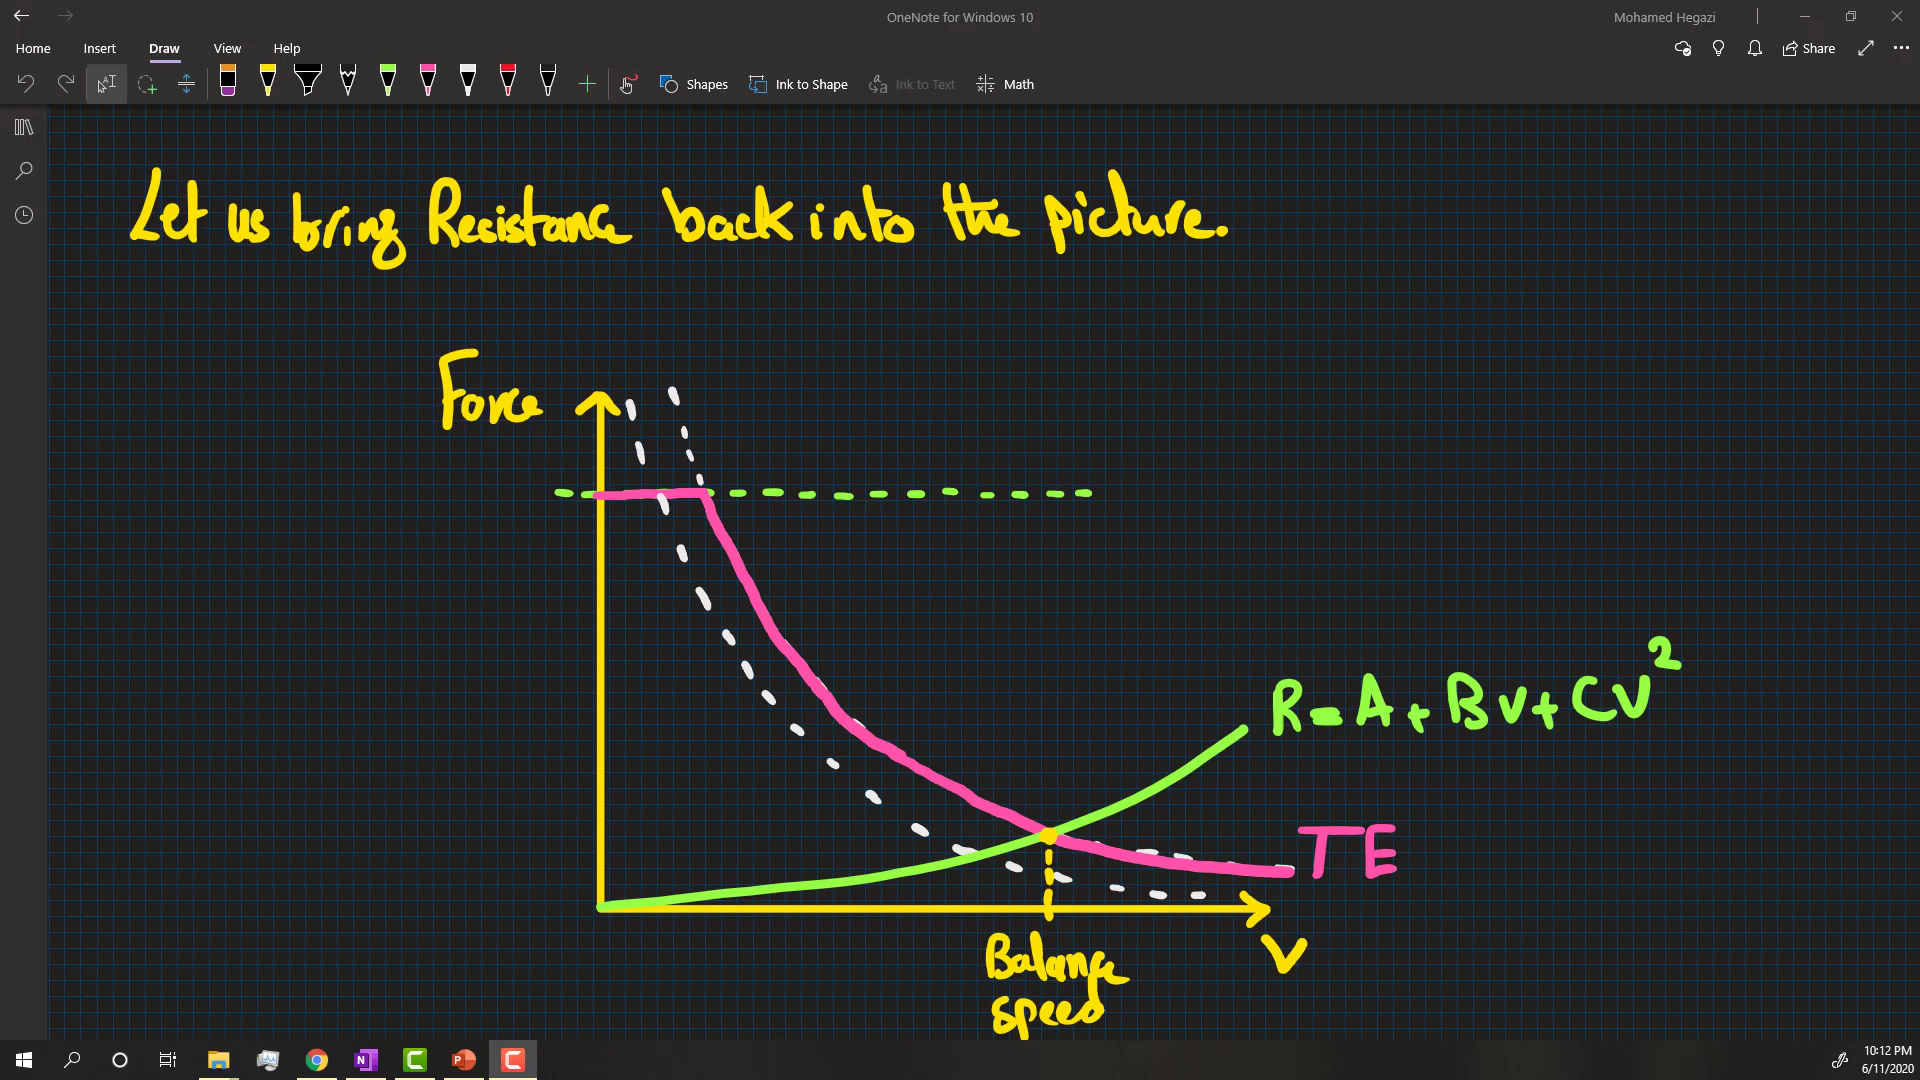 OneNote for Windows 10
Mohamed Hegazi
Home Insert Draw View Help
Share
Shapes Ink to Shape Ink to Text Math
Let us bring Resistance back into the picture.
Force
R = A + BV + CV²
TE
V
Balance
speed
10:12 PM
6/11/2020